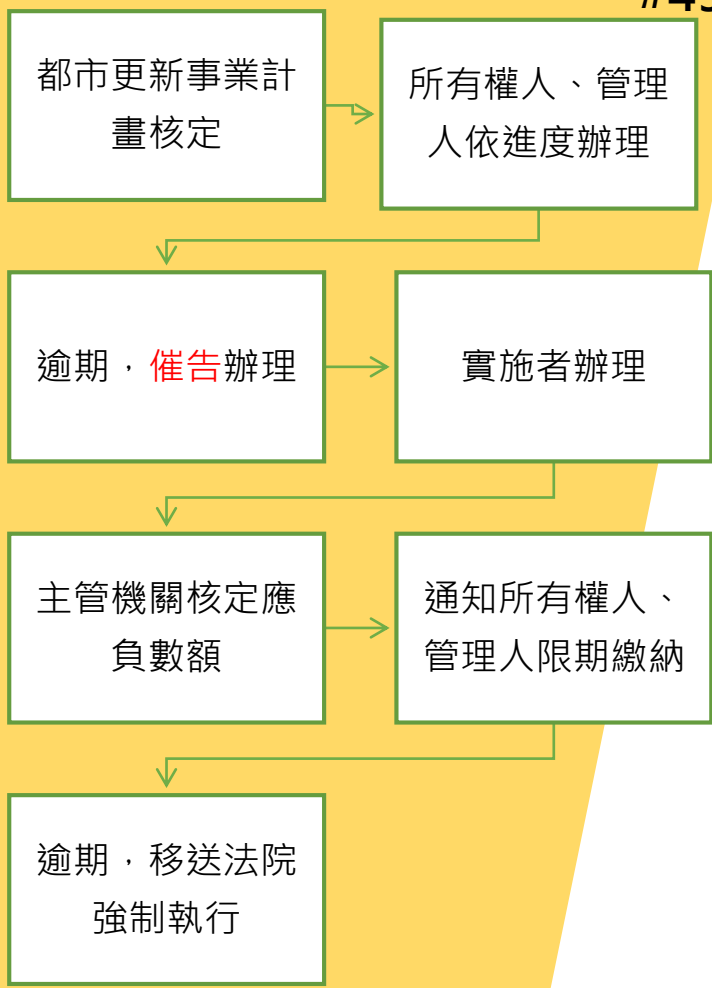 #4
都市更新事業計
畫核定
所有權人、管理
人依進度辦理
逾期，催告辦理
實施者辦理
主管機關核定應
負數額
通知所有權人、
管理人限期繳納
逾期，移送法院
強制執行